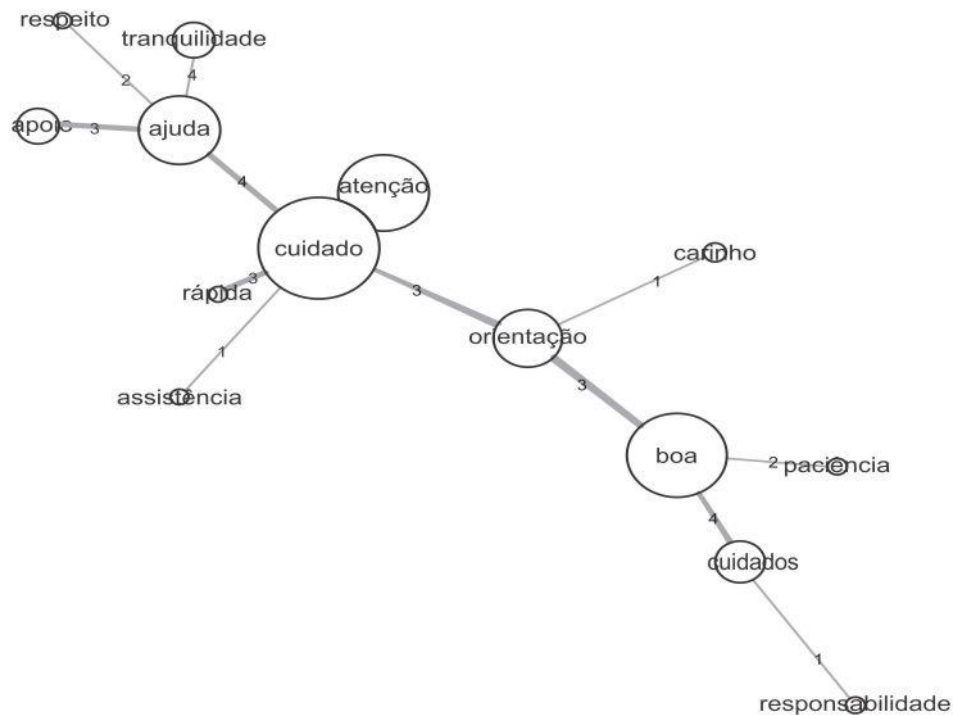 respeito
tranquilidade
2
4
apoio
3
ajuda
4
atenção
cuidado
carinho
3
rápida
3
1
orientação
1
assistência
3
boa
2
paciência
4
cuidados
1
responsabilidade